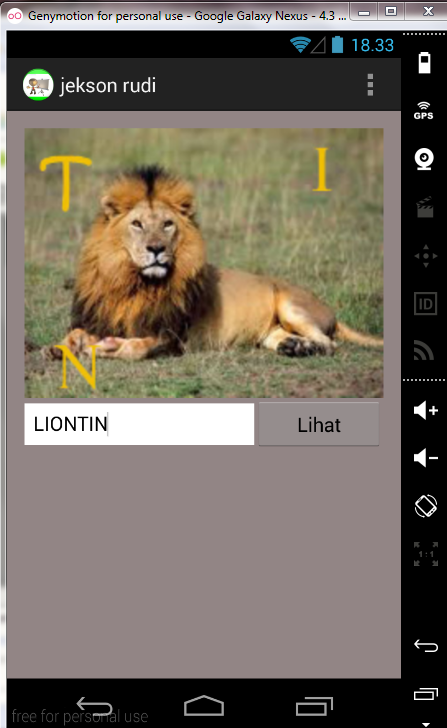 Genymotion for personal use - Google Galaxy Nexus - 4.3 ...
18.33
jekson rudi
GPS
T
I
ID
N
LIONTIN
Lihat
1:1
free for personal use